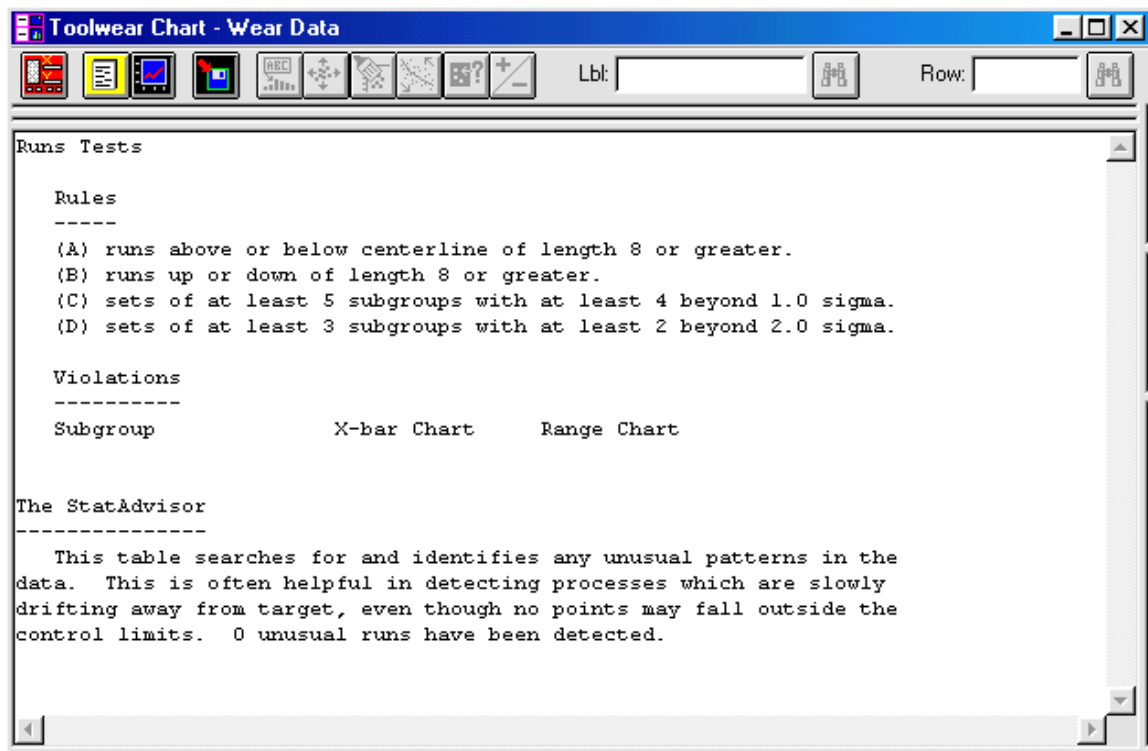 Toolwear Chart - Wear Data
ABC
Lbl:
Row:
Runs Tests
Rules
-----
(A) runs above or below centerline of length 8 or greater.
(B) runs up or down of length 8 or greater.
(C) sets of at least 5 subgroups with at least 4 beyond 1.0 sigma.
(D) sets of at least 3 subgroups with at least 2 beyond 2.0 sigma.
Violations
----------
Subgroup X-bar Chart Range Chart
The StatAdvisor
---------------
This table searches for and identifies any unusual patterns in the
data. This is often helpful in detecting processes which are slowly
drifting away from target, even though no points may fall outside the
control limits. 0 unusual runs have been detected.